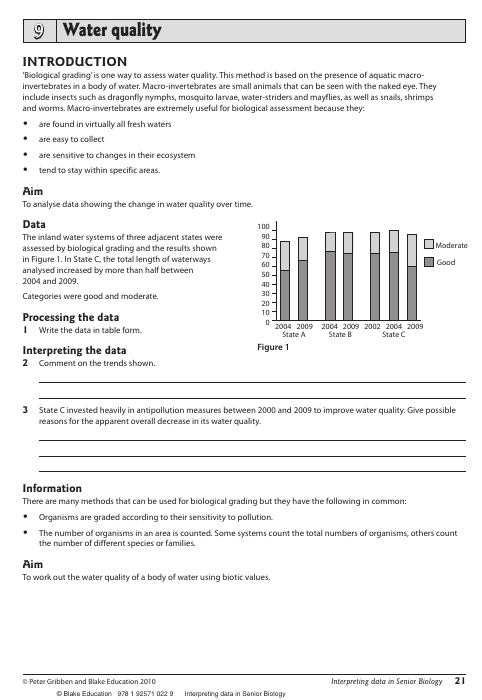 9 Water quality
INTRODUCTION
'Biological grading' is one way to assess water quality. This method is based on the presence of aquatic macro-
invertebrates in a body of water. Macro-invertebrates are small animals that can be seen with the naked eye. They
include insects such as dragonfly nymphs, mosquito larvae, water-striders and mayflies, as well as snails, shrimps
and worms. Macro-invertebrates are extremely useful for biological assessment because they:
• are found in virtually all fresh waters
• are easy to collect
• are sensitive to changes in their ecosystem
• tend to stay within specific areas.
Aim
To analyse data showing the change in water quality over time.
Data
The inland water systems of three adjacent states were
assessed by biological grading and the results shown
in Figure 1. In State C, the total length of waterways
analysed increased by more than half between
2004 and 2009.
Categories were good and moderate.
Processing the data
1 Write the data in table form.
Interpreting the data
2 Comment on the trends shown.
100
90
80
70
60
50
40
30
20
10
0
2004 2009 2004 2009 2002 2004 2009
State A State B State C
Moderate
Good
Figure 1
3 State C invested heavily in antipollution measures between 2000 and 2009 to improve water quality. Give possible
reasons for the apparent overall decrease in its water quality.
Information
There are many methods that can be used for biological grading but they have the following in common:
• Organisms are graded according to their sensitivity to pollution.
• The number of organisms in an area is counted. Some systems count the total numbers of organisms, others count
the number of different species or families.
Aim
To work out the water quality of a body of water using biotic values.
© Peter Gribben and Blake Education 2010 Interpreting data in Senior Biology 21
© Blake Education 978 1 92571 022 9 Interpreting data in Senior Biology